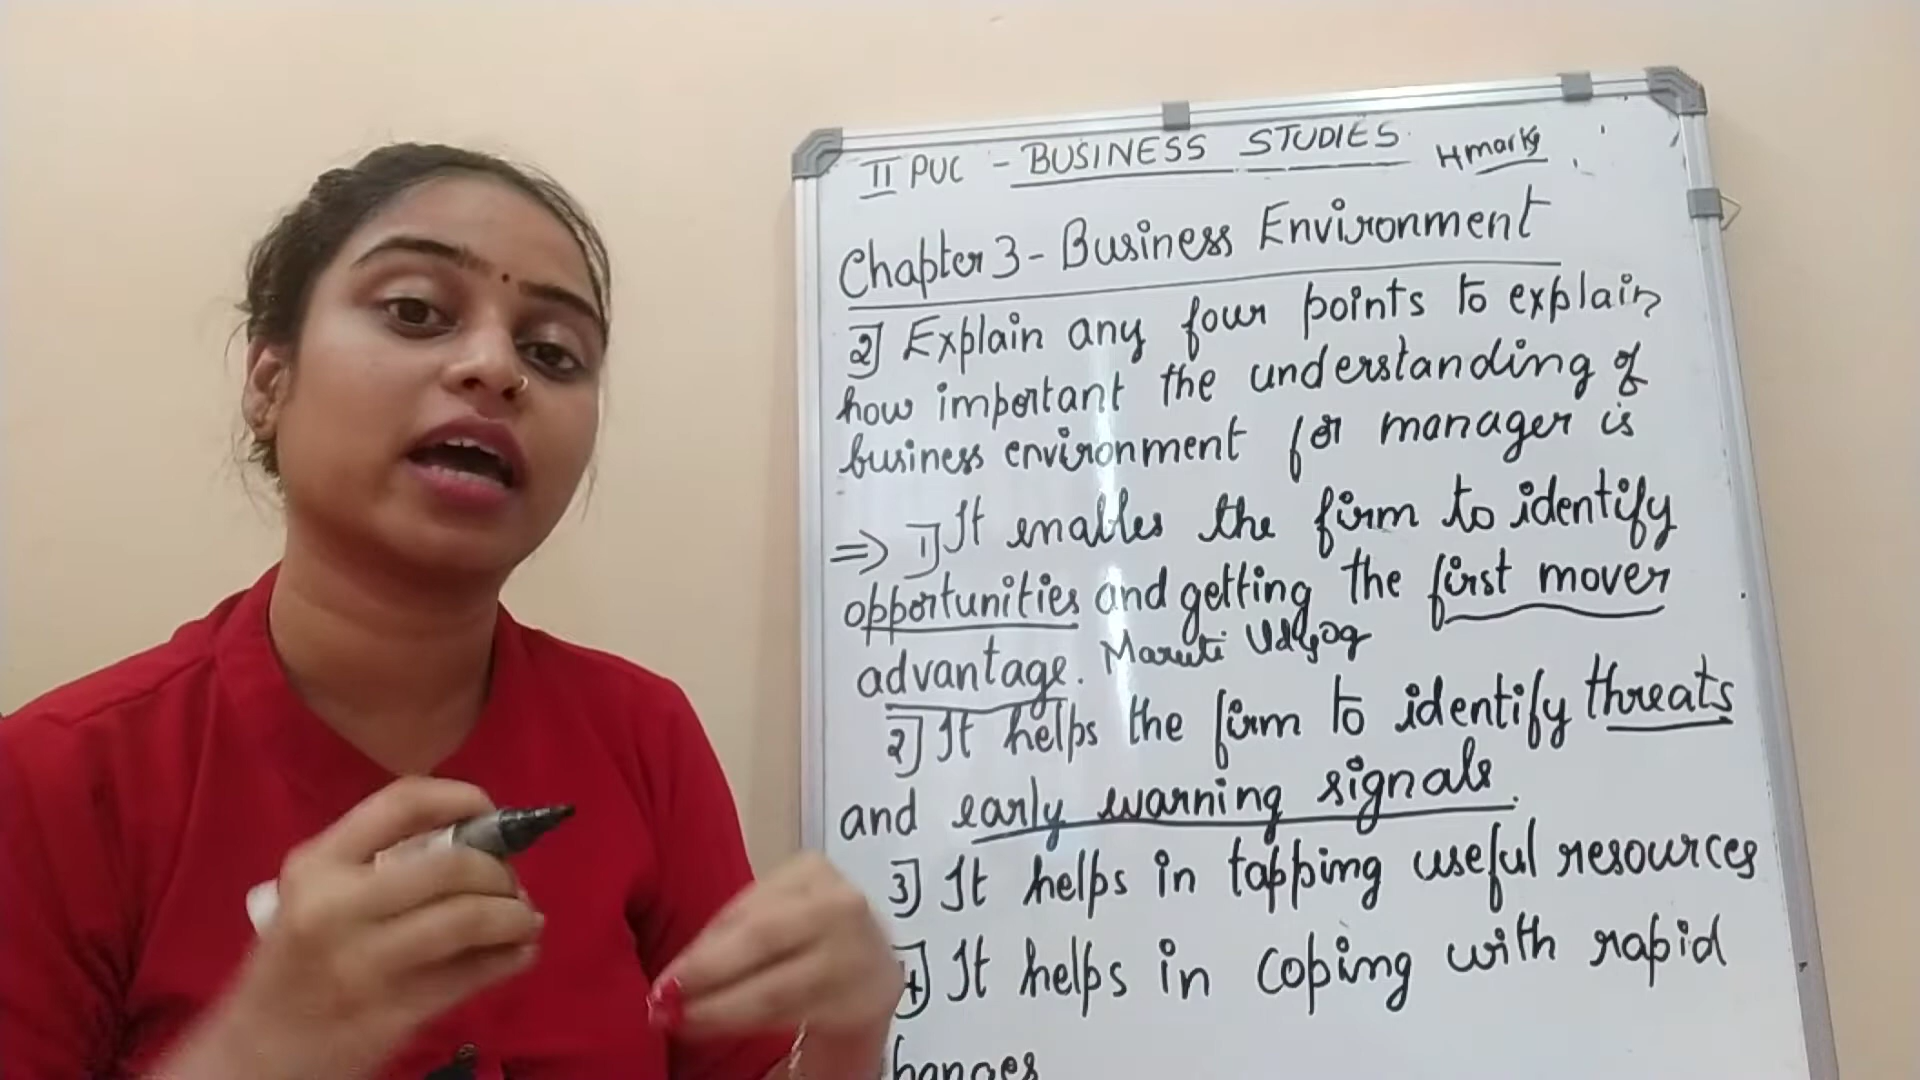 II PUC - BUSINESS STUDIES 4marks
Chapter 3 - Business Environment
2] Explain any four points to explain
how important the understanding of
business environment for manager is
⇒ 1] It enables the firm to identify
opportunities and getting the first mover
advantage. Maruti Udyog
2] It helps the firm to identify threats
and early warning signals.
3] It helps in tapping useful resources
4] It helps in coping with rapid
hanges